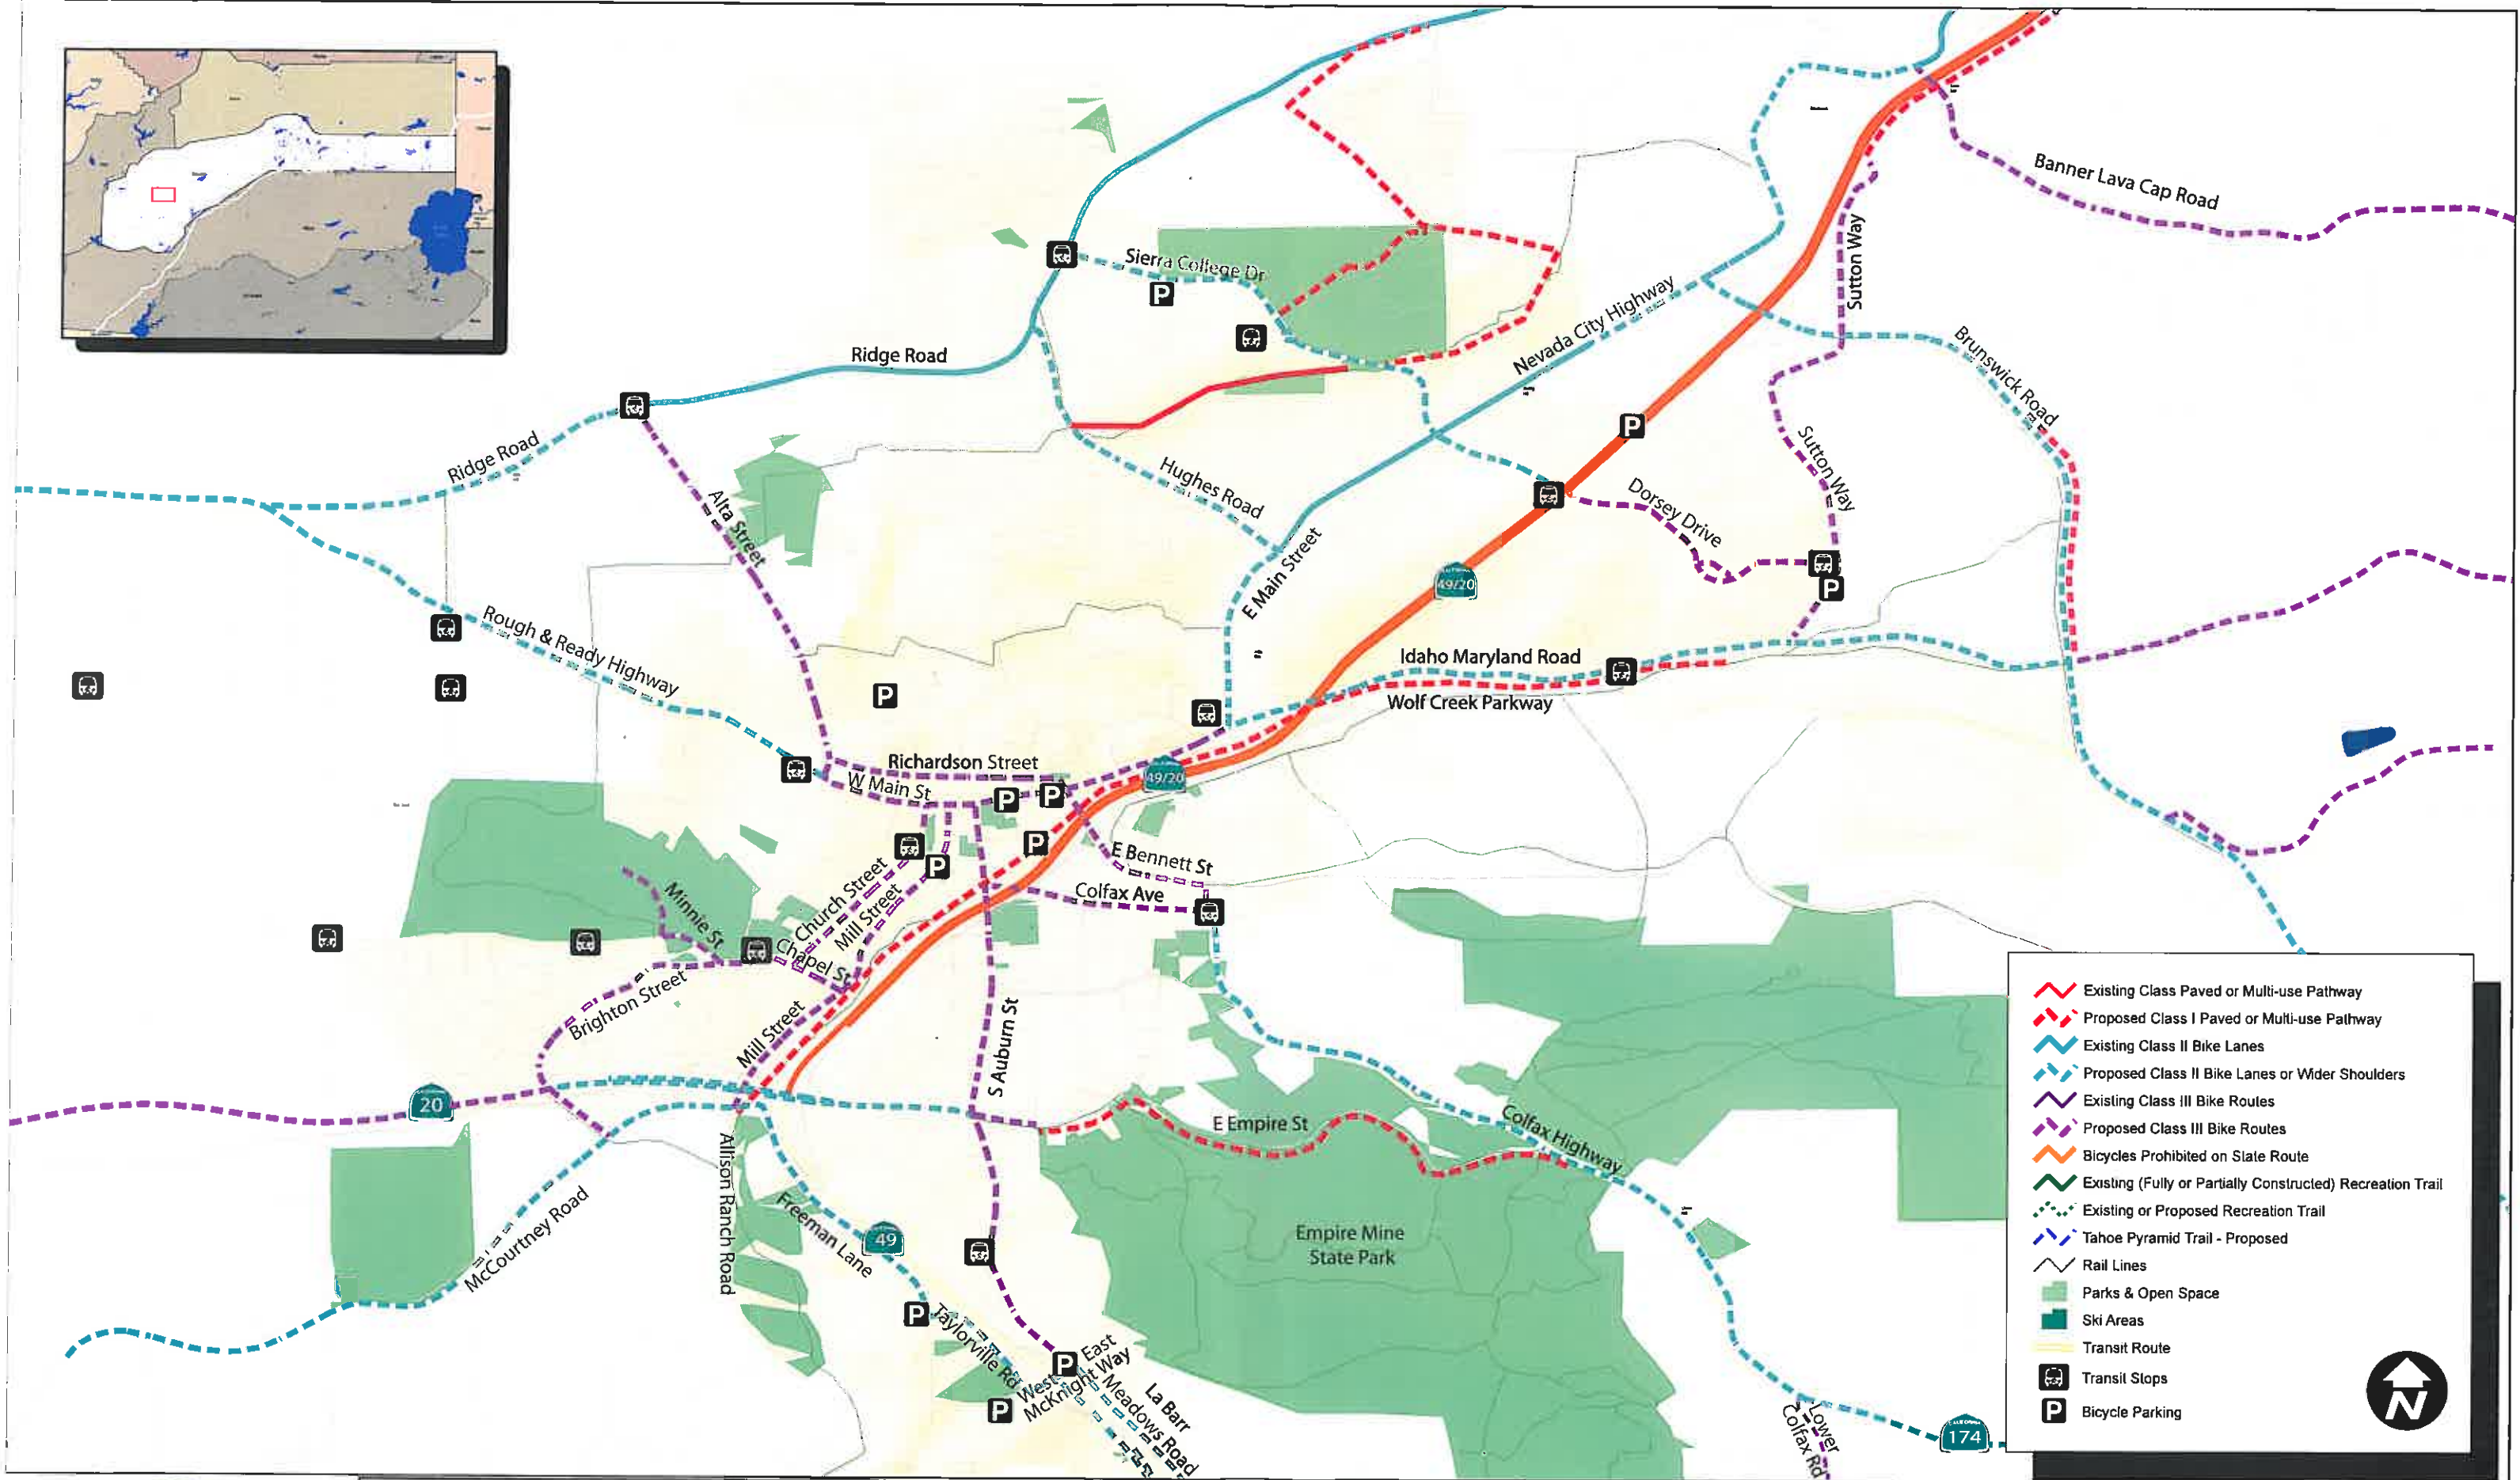 Banner Lava Cap Road
Sierra College Dr
Sutton Way
Nevada City Highway
Ridge Road
Brunswick Road
Ridge Road
Sutton Way
Hughes Road
Dorsey Drive
Alta Street
E Main Street
49/20
Rough & Ready Highway
Idaho Maryland Road
Wolf Creek Parkway
Richardson Street
49/20
W Main St
E Bennett St
Church Street
Colfax Ave
Mill Street
Minnie St
Chapel St
Brighton Street
Mill Street
S Auburn St
20
E Empire St
Colfax Highway
Allison Ranch Road
McCourtney Road
Freeman Lane
49
Empire Mine
State Park
Taylorville Rd
East
West
McKnight Way
La Barr
Meadows Road
Lower
Colfax Rd
174
Existing Class Paved or Multi-use Pathway
Proposed Class I Paved or Multi-use Pathway
Existing Class II Bike Lanes
Proposed Class II Bike Lanes or Wider Shoulders
Existing Class III Bike Routes
Proposed Class III Bike Routes
Bicycles Prohibited on State Route
Existing (Fully or Partially Constructed) Recreation Trail
Existing or Proposed Recreation Trail
Tahoe Pyramid Trail - Proposed
Rail Lines
Parks & Open Space
Ski Areas
Transit Route
Transit Stops
P Bicycle Parking
N